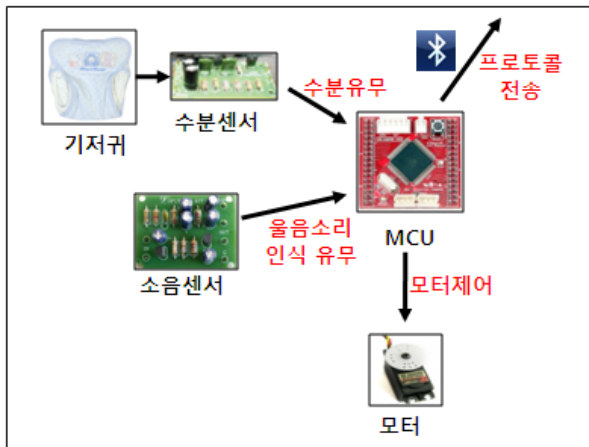 프로토콜
전송
수분유무
수분센서
기저귀
울음소리
인식 유무
MCU
소음센서
모터제어
모터